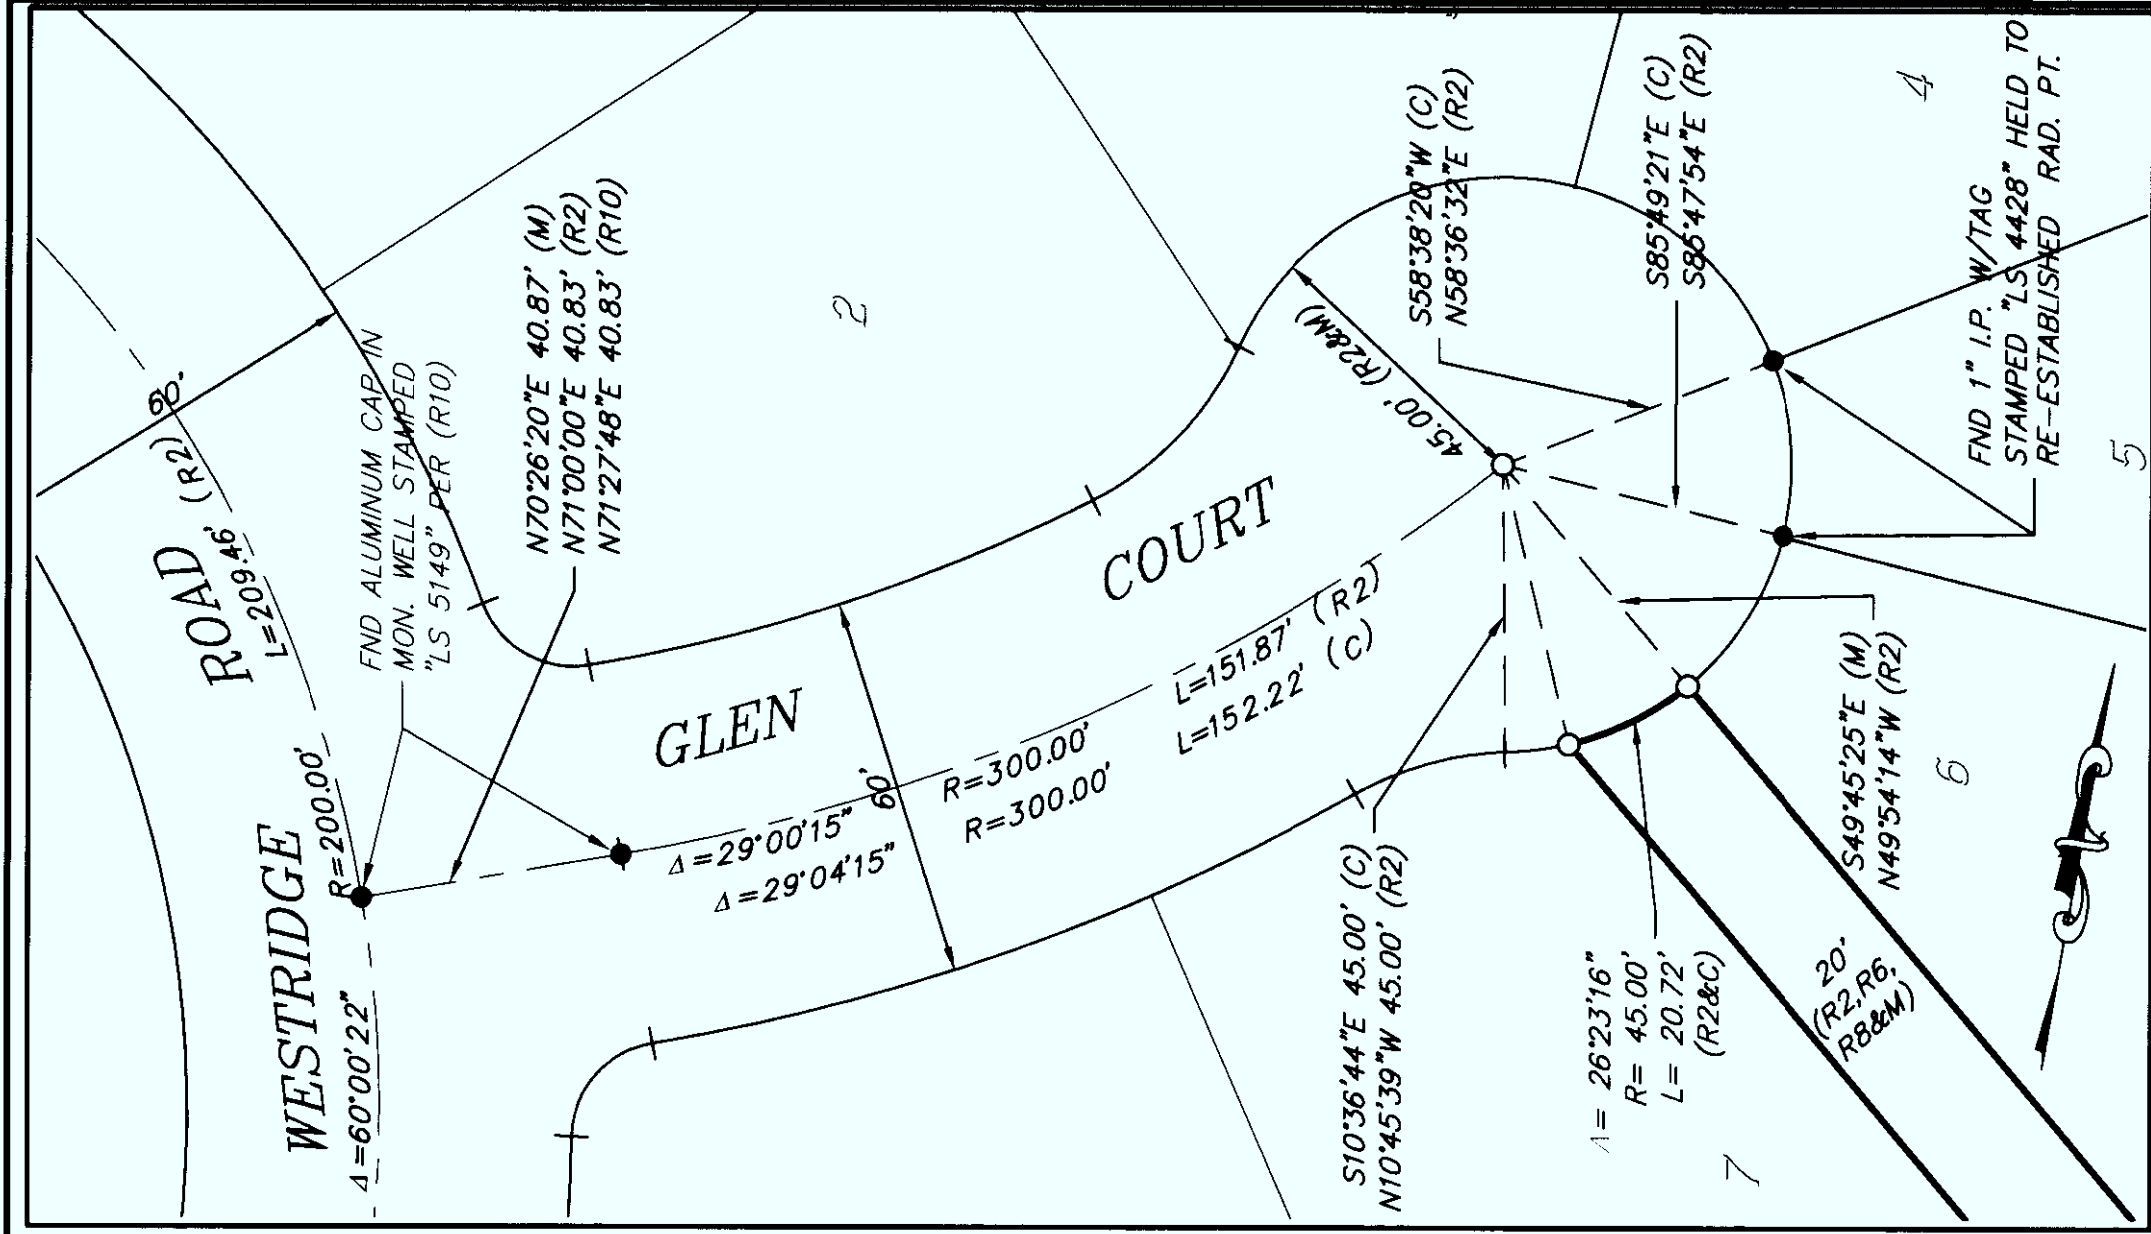 WESTRIDGE
ROAD
Δ=60°00'22"
R=200.00'
L=209.46' (R2)
60'
FND ALUMINUM CAP IN
MON. WELL STAMPED
"LS 5149" PER (R10)
N70°26'20"E 40.87' (M)
N71°00'00"E 40.83' (R2)
N71°27'48"E 40.83' (R10)
2
GLEN
COURT
60'
Δ=29°00'15"
R=300.00'
L=151.87' (R2)
Δ=29°04'15"
R=300.00'
L=152.22' (C)
45.00' (R2&M)
S58°38'20"W (C)
N58°36'32"E (R2)
S85°49'21"E (C)
S85°47'54"E (R2)
4
FND 1" I.P. W/TAG
STAMPED "LS 4428" HELD TO
RE-ESTABLISHED RAD. PT.
5
S49°45'25"E (M)
N49°54'14"W (R2)
6
S10°36'44"E 45.00' (C)
N10°45'39"W 45.00' (R2)
Δ= 26°23'16"
R= 45.00'
L= 20.72'
(R2&C)
20'
(R2,R6,
R8&M)
7